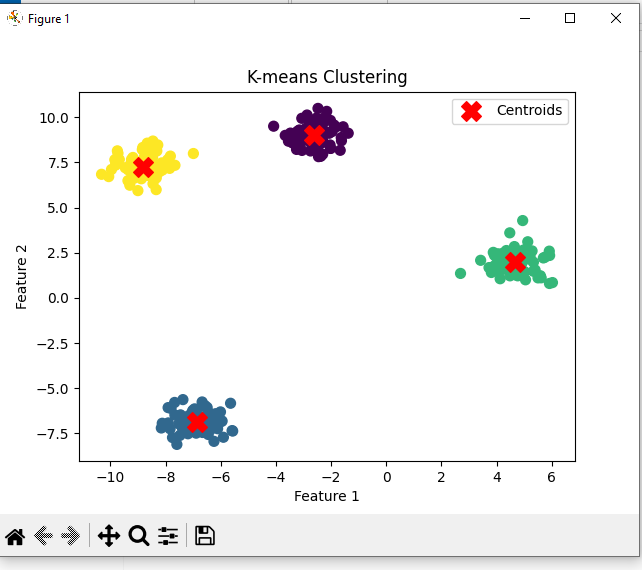 Figure 1
K-means Clustering
Centroids
10.0
7.5
5.0
2.5
0.0
−2.5
−5.0
−7.5
Feature 2
−10 −8 −6 −4 −2 0 2 4 6
Feature 1